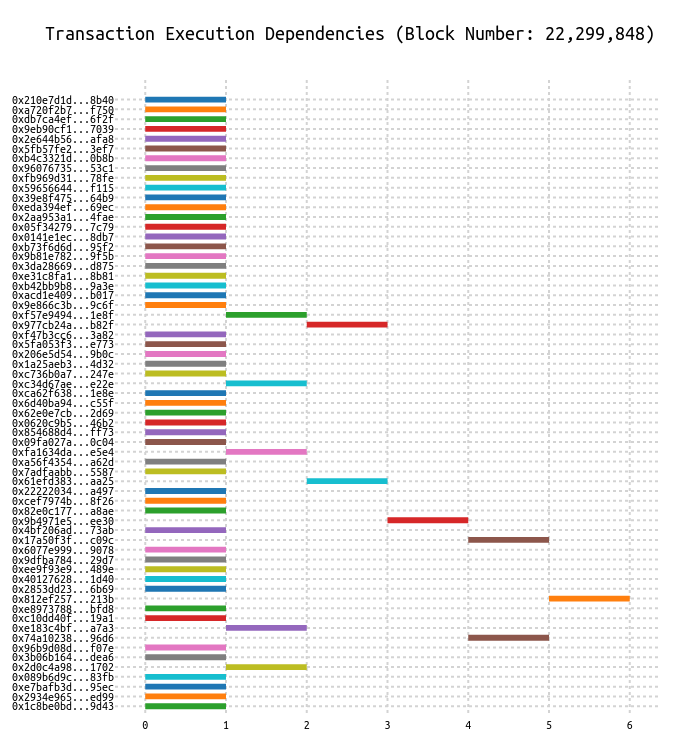 Transaction Execution Dependencies (Block Number: 22,299,848)
0x210e7d1d...8b40
0xa720f2b7...f750
0xdb7ca4ef...6f2f
0x9eb90cf1...7039
0x2e644b56...afa8
0x5fb57fe2...3ef7
0xb4c3321d...0b8b
0x96076735...53c1
0xfb969d31...78fe
0x59656644...f115
0x39e8f475...64b9
0xeda394ef...69ec
0x2aa953a1...4fae
0x05f34279...7c79
0x0141e1ec...8db7
0xb73f6d6d...95f2
0x9b81e782...9f5b
0x3da28669...d875
0xe31c8fa1...8b81
0xb42bb9b8...9a3e
0xacd1e409...b017
0x9e866c3b...9c6f
0xf57e9494...1e8f
0x977cb24a...b82f
0xf47b3cc6...3a82
0x5fa053f3...e773
0x206e5d54...9b0c
0x1a25aeb3...4d32
0xc736b0a7...247e
0xc34d67ae...e22e
0xca62f638...1e8e
0x6d40ba94...c55f
0x62e0e7cb...2d69
0x0620c9b5...46b2
0x854688d4...ff73
0x09fa027a...0c04
0xfa1634da...e5e4
0xa56f4354...a62d
0x7adfaabb...5587
0x61efd383...aa25
0x22222034...a497
0xcef7974b...8f26
0x82e0c177...a8ae
0x9b4971e5...ee30
0x4bf206ad...73ab
0x17a50f3f...c09c
0x6077e999...9078
0x9dfba784...29d7
0xee9f93e9...489e
0x40127628...1d40
0x2853dd23...6b69
0x812ef257...213b
0xe8973788...bfd8
0xc10dd40f...19a1
0xe183c4bf...a7a3
0x74a10238...96d6
0x96b9d08d...f07e
0x3b06b164...dea6
0x2d0c4a98...1702
0x089b6d9c...83fb
0xe7bafb3d...95ec
0x2934e965...ed99
0x1c8be0bd...9d43
0 1 2 3 4 5 6